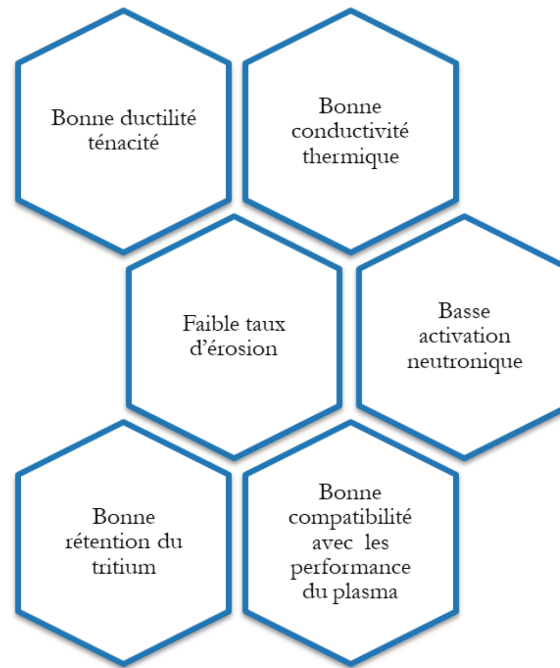 Bonne ductilité
ténacité
Bonne
conductivité
thermique
Faible taux
d'érosion
Basse
activation
neutronique
Bonne
rétention du
tritium
Bonne
compatibilité
avec les
performance
du plasma